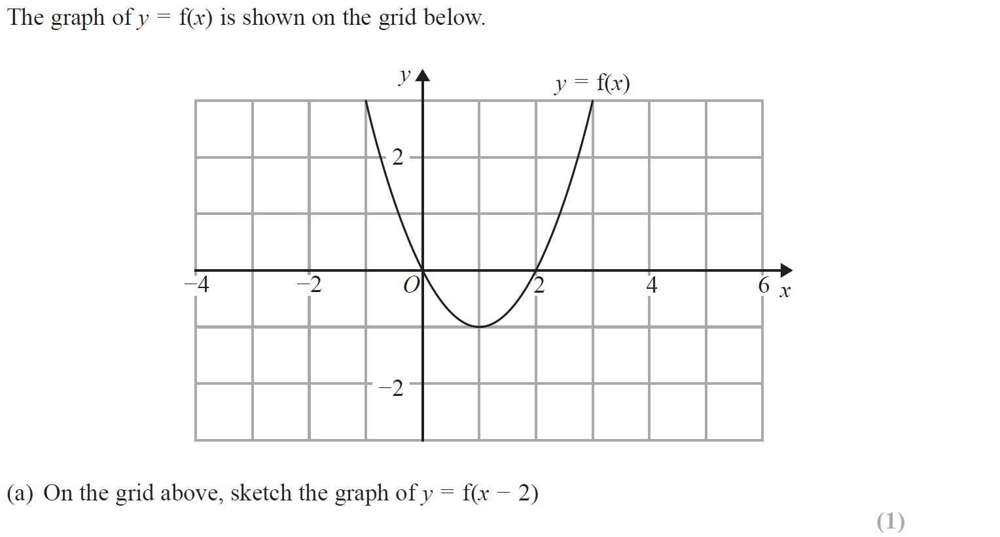 The graph of y = f(x) is shown on the grid below.
y
y = f(x)
2
−4 −2 O 2 4 6 x
−2
(a) On the grid above, sketch the graph of y = f(x − 2)
(1)